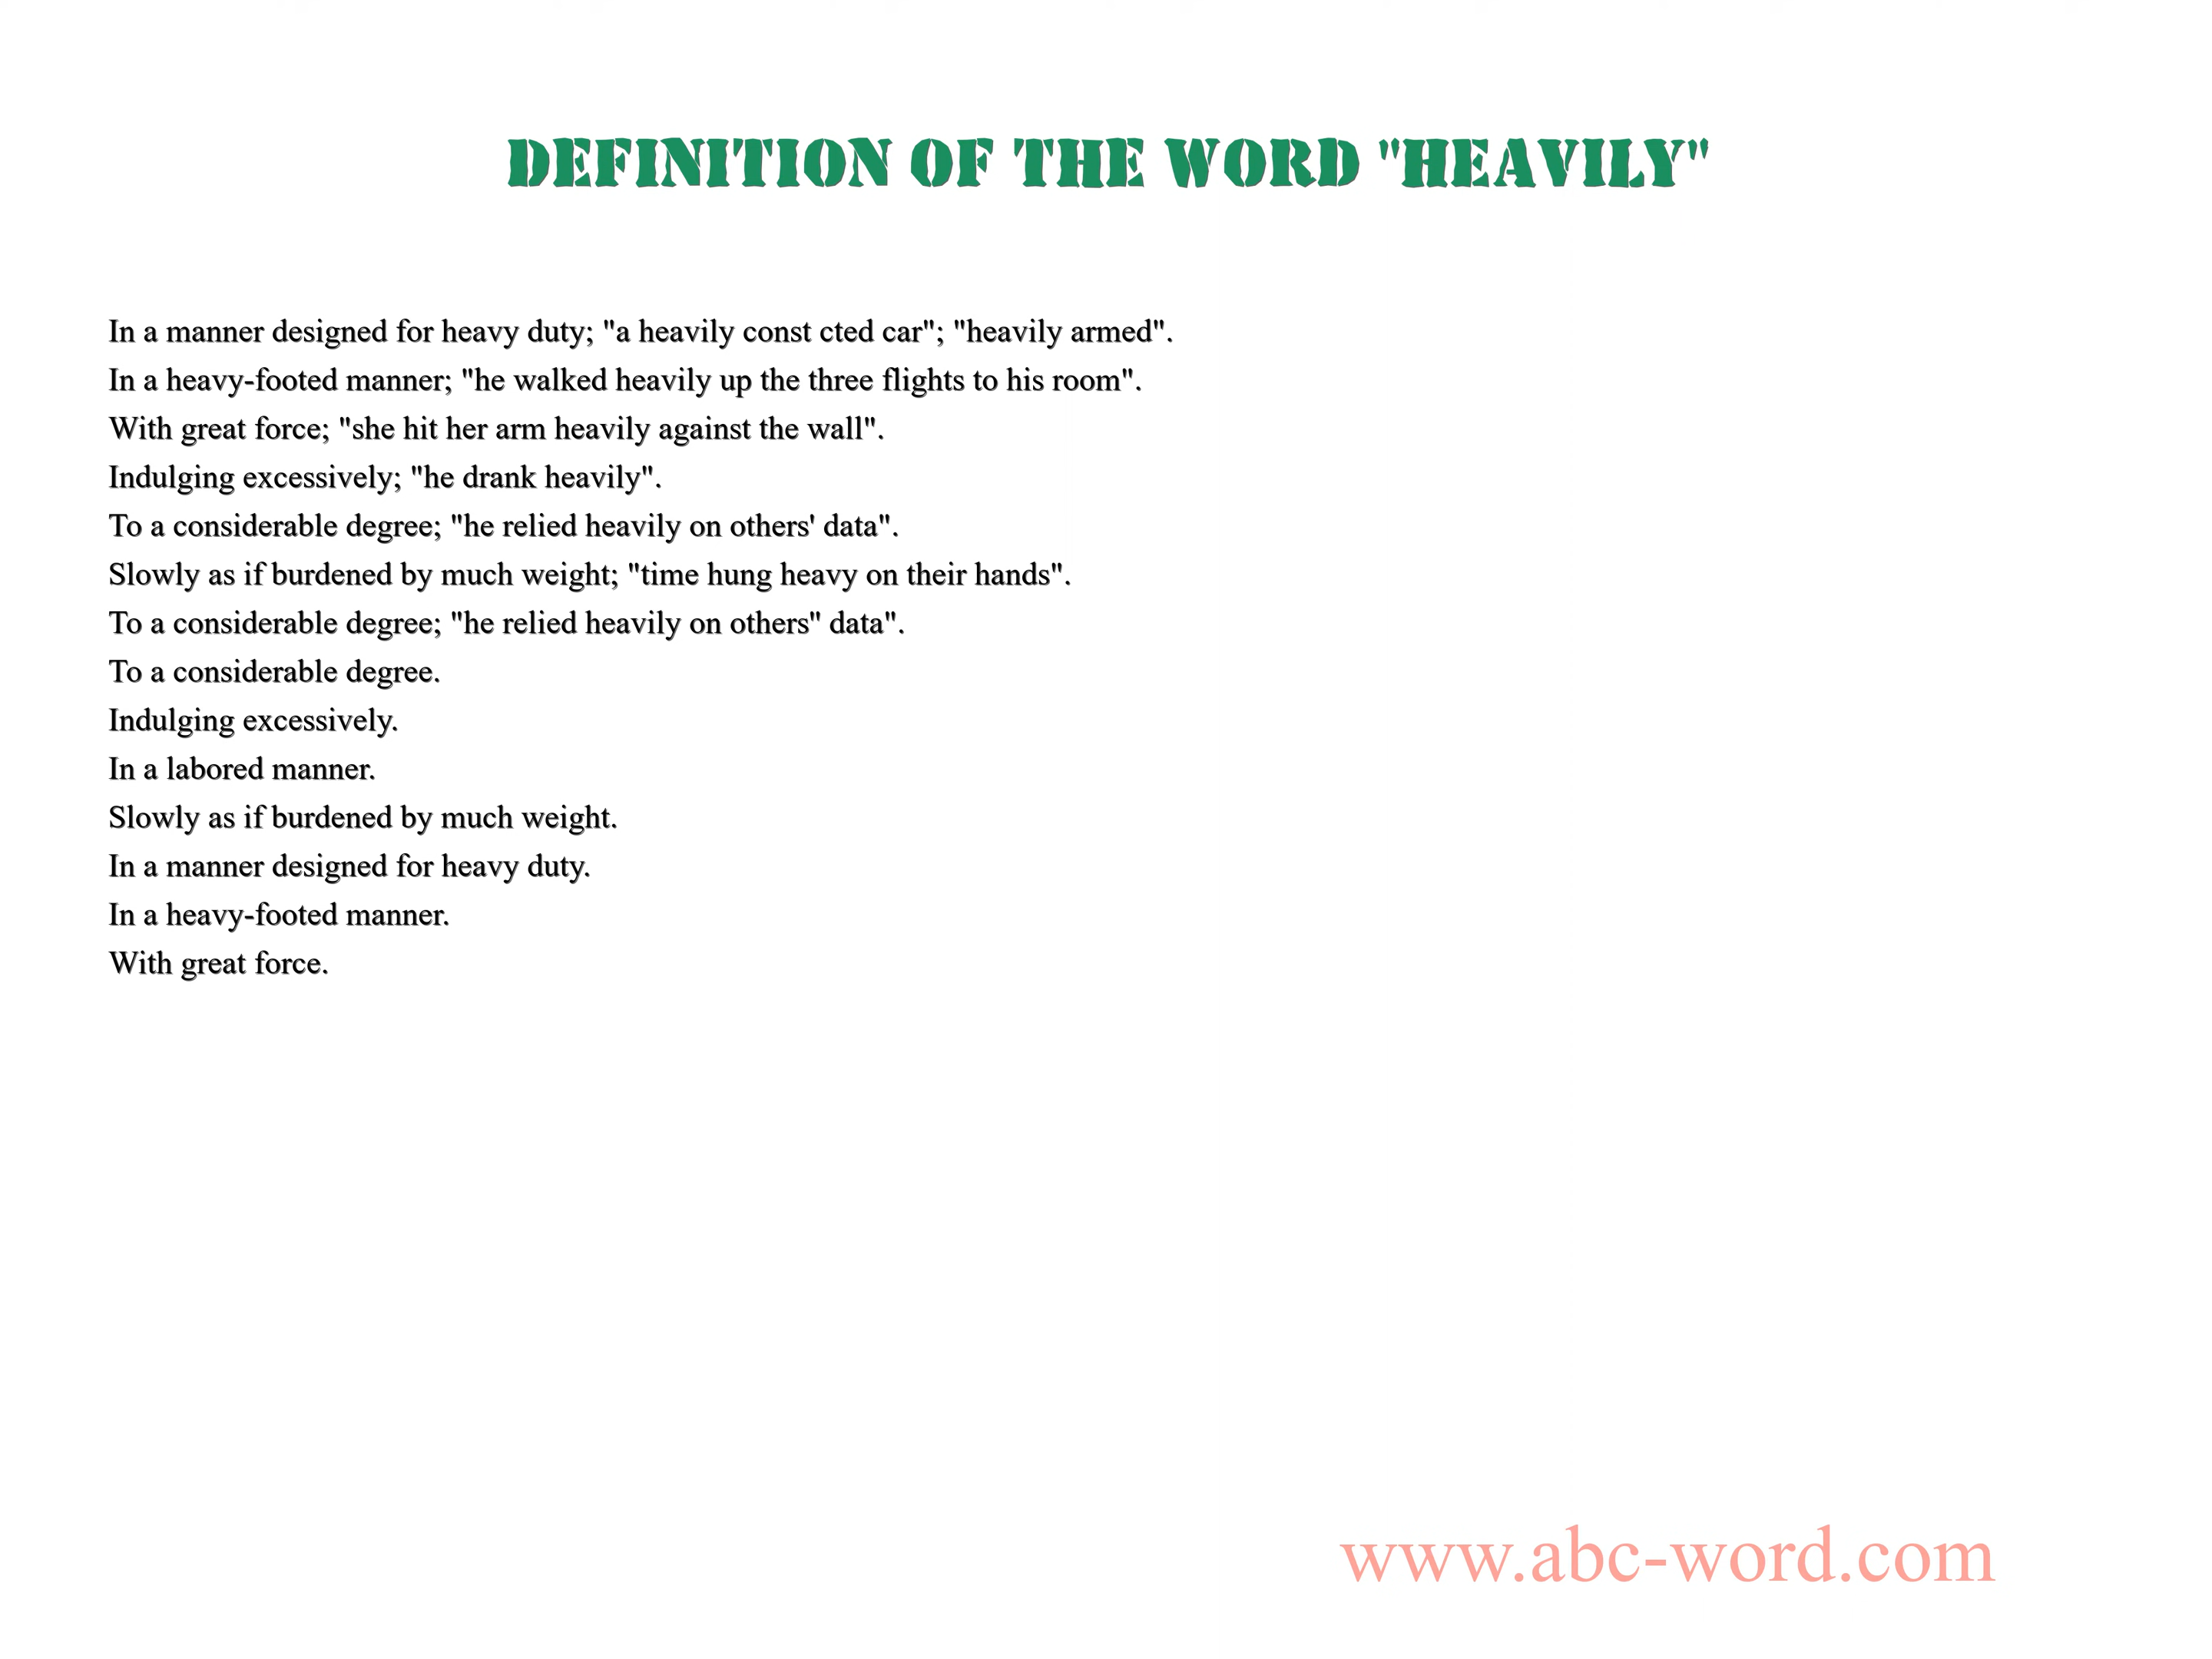 DEFINITION OF THE WORD "HEAVILY"
In a manner designed for heavy duty; "a heavily const cted car"; "heavily armed".
In a heavy-footed manner; "he walked heavily up the three flights to his room".
With great force; "she hit her arm heavily against the wall".
Indulging excessively; "he drank heavily".
To a considerable degree; "he relied heavily on others' data".
Slowly as if burdened by much weight; "time hung heavy on their hands".
To a considerable degree; "he relied heavily on others" data".
To a considerable degree.
Indulging excessively.
In a labored manner.
Slowly as if burdened by much weight.
In a manner designed for heavy duty.
In a heavy-footed manner.
With great force.
www.abc-word.com